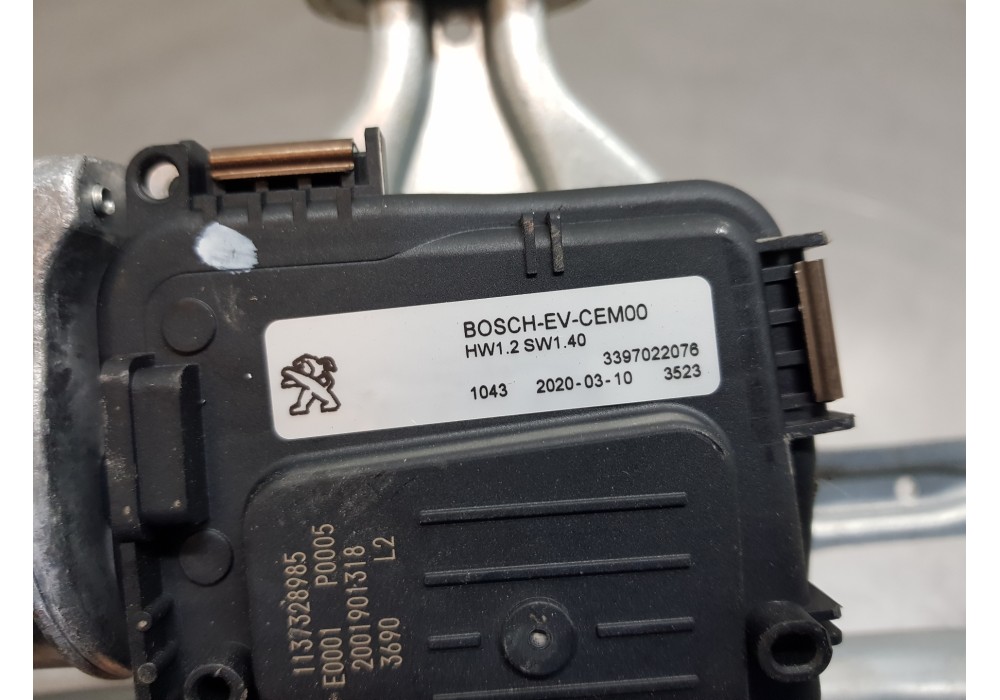 BOSCH-EV-CEM00
HW1.2 SW1.40
3397022076
1043 2020-03-10 3523
1137328985
E0001 P0005
2001901318
3690 L2